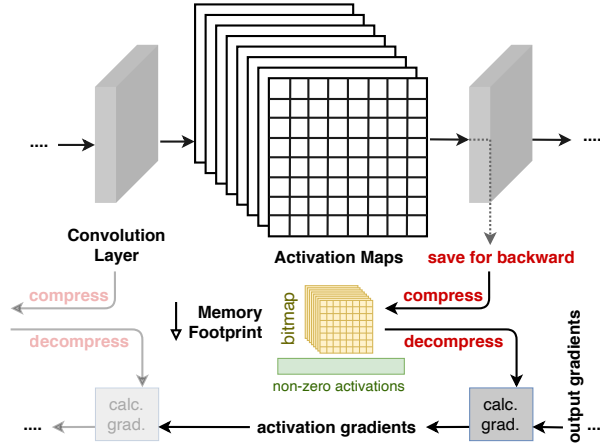 ....
....
Convolution
Layer
Activation Maps
save for backward
compress
compress
decompress
Memory
Footprint
bitmap
decompress
non-zero activations
output gradients
calc.
grad.
calc.
grad.
....
activation gradients
...